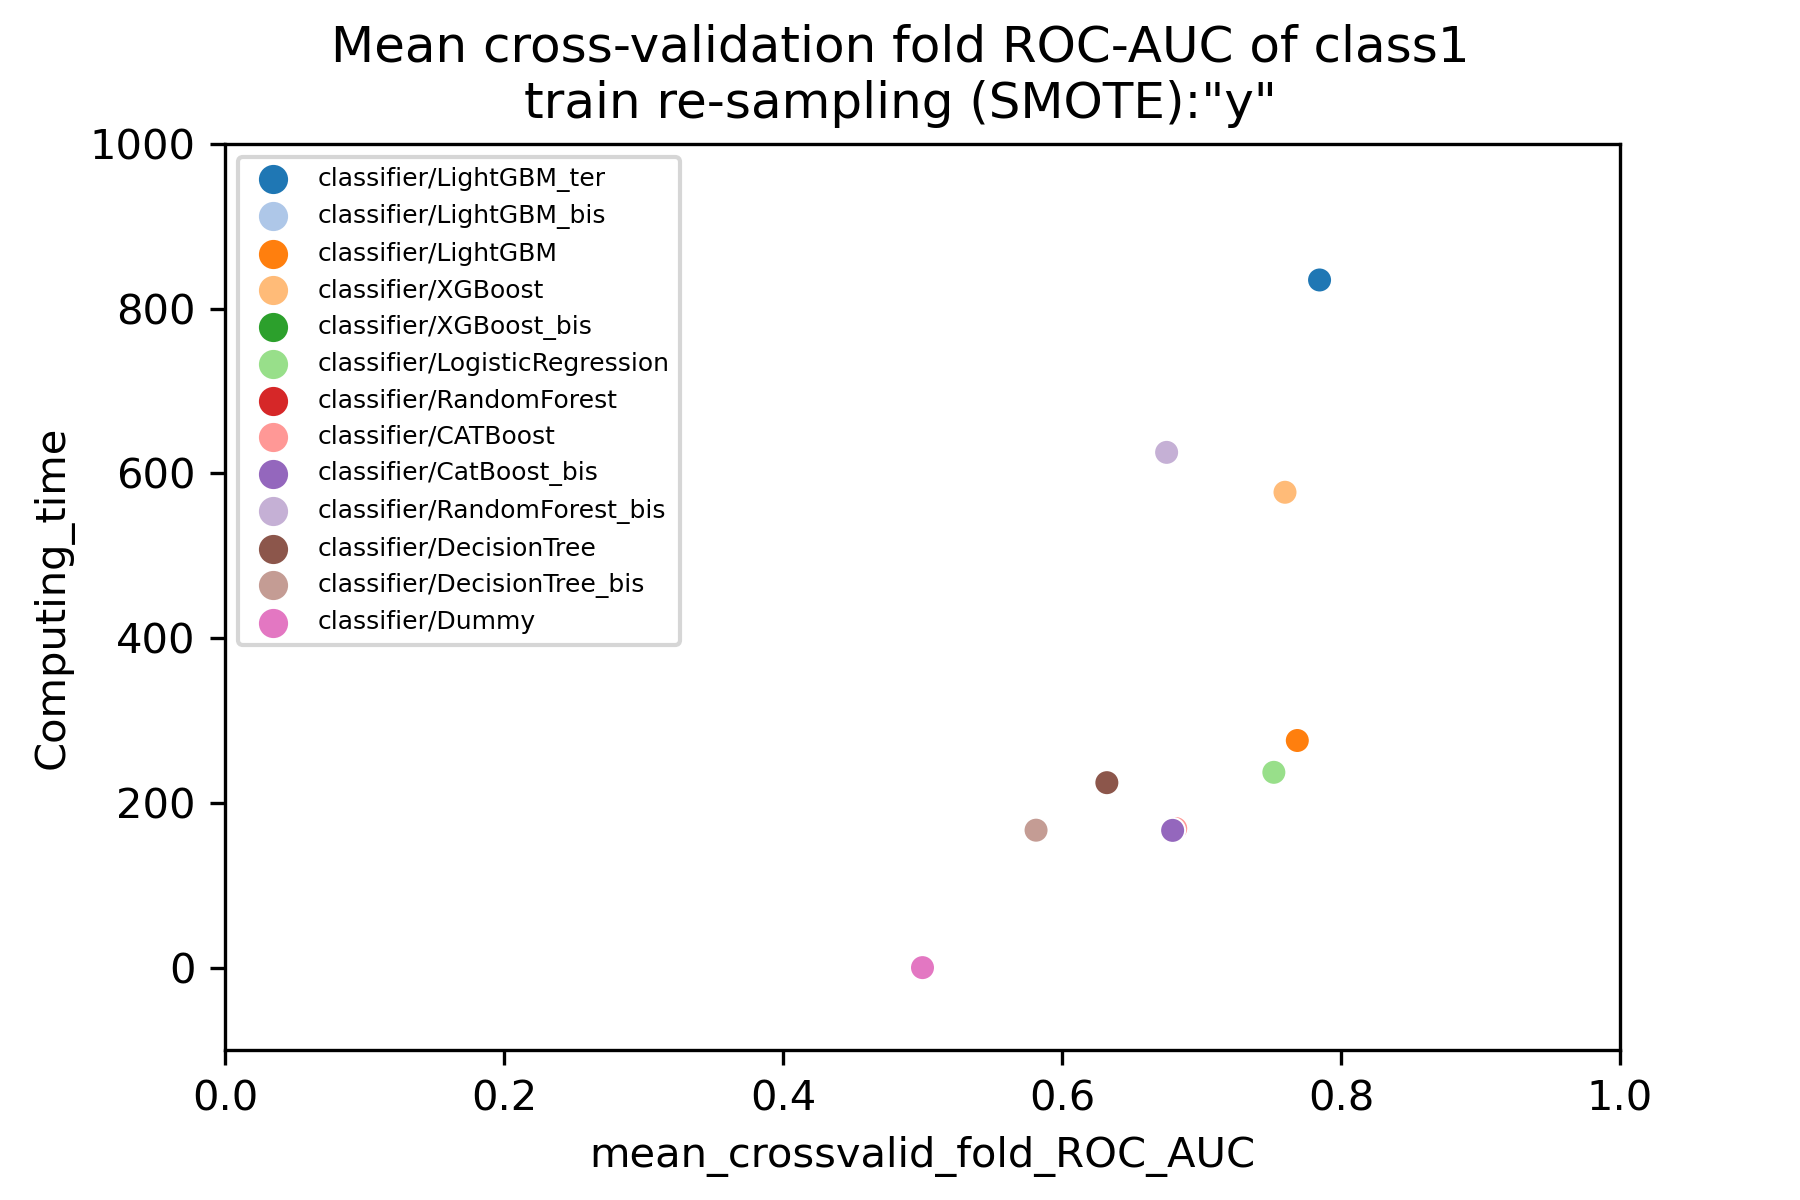 Mean cross-validation fold ROC-AUC of class1
train re-sampling (SMOTE):"y"
1000
800
600
400
200
0
Computing_time
classifier/LightGBM_ter
classifier/LightGBM_bis
classifier/LightGBM
classifier/XGBoost
classifier/XGBoost_bis
classifier/LogisticRegression
classifier/RandomForest
classifier/CATBoost
classifier/CatBoost_bis
classifier/RandomForest_bis
classifier/DecisionTree
classifier/DecisionTree_bis
classifier/Dummy
0.0 0.2 0.4 0.6 0.8 1.0
mean_crossvalid_fold_ROC_AUC